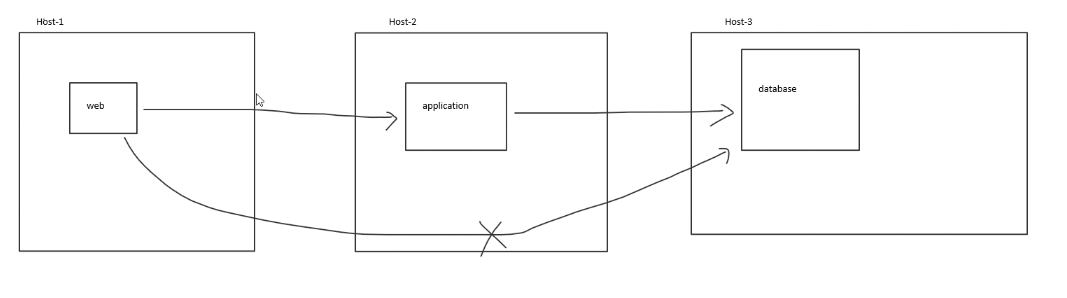 Host-1
Host-2
Host-3
web
application
database